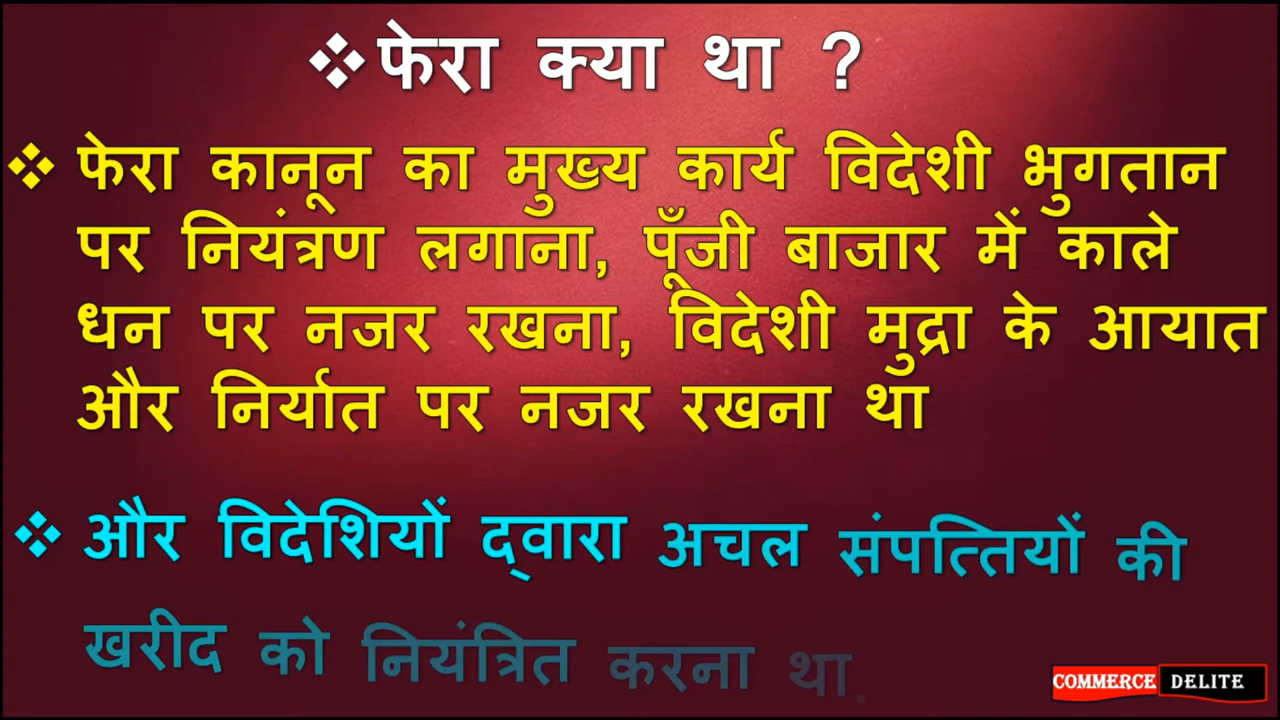 ❖फेरा क्या था ?
❖ फेरा कानून का मुख्य कार्य विदेशी भुगतान
पर नियंत्रण लगाना, पूँजी बाजार में काले
धन पर नजर रखना, विदेशी मुद्रा के आयात
और निर्यात पर नजर रखना था
❖ और विदेशियों द्वारा अचल संपत्तियों की
खरीद को नियंत्रित करना था.
COMMERCE DELITE